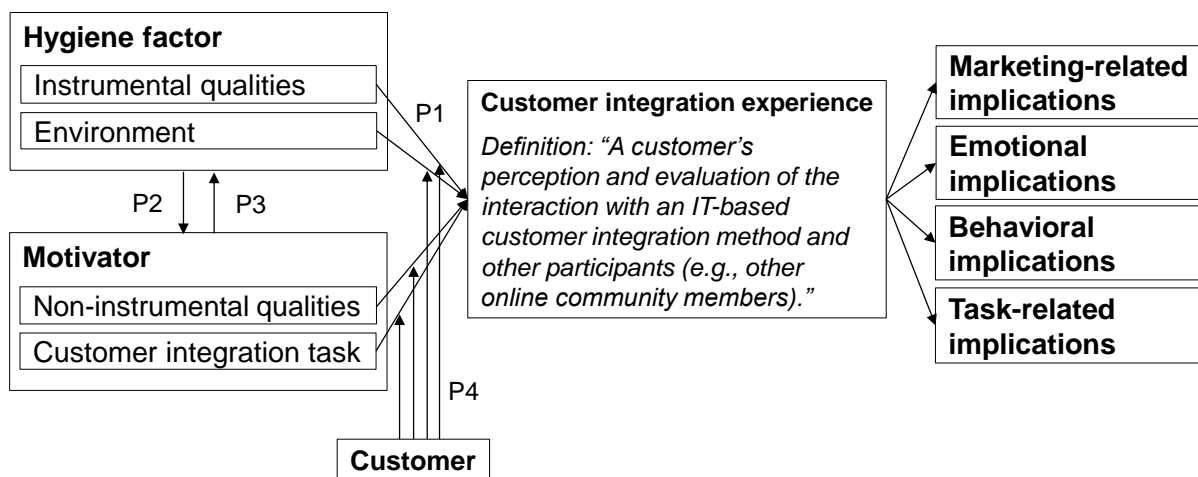 Hygiene factor
Instrumental qualities
Environment
P1
P2
P3
Motivator
Non-instrumental qualities
Customer integration task
P4
Customer
Customer integration experience
Definition: “A customer’s
perception and evaluation of the
interaction with an IT-based
customer integration method and
other participants (e.g., other
online community members).”
Marketing-related
implications
Emotional
implications
Behavioral
implications
Task-related
implications